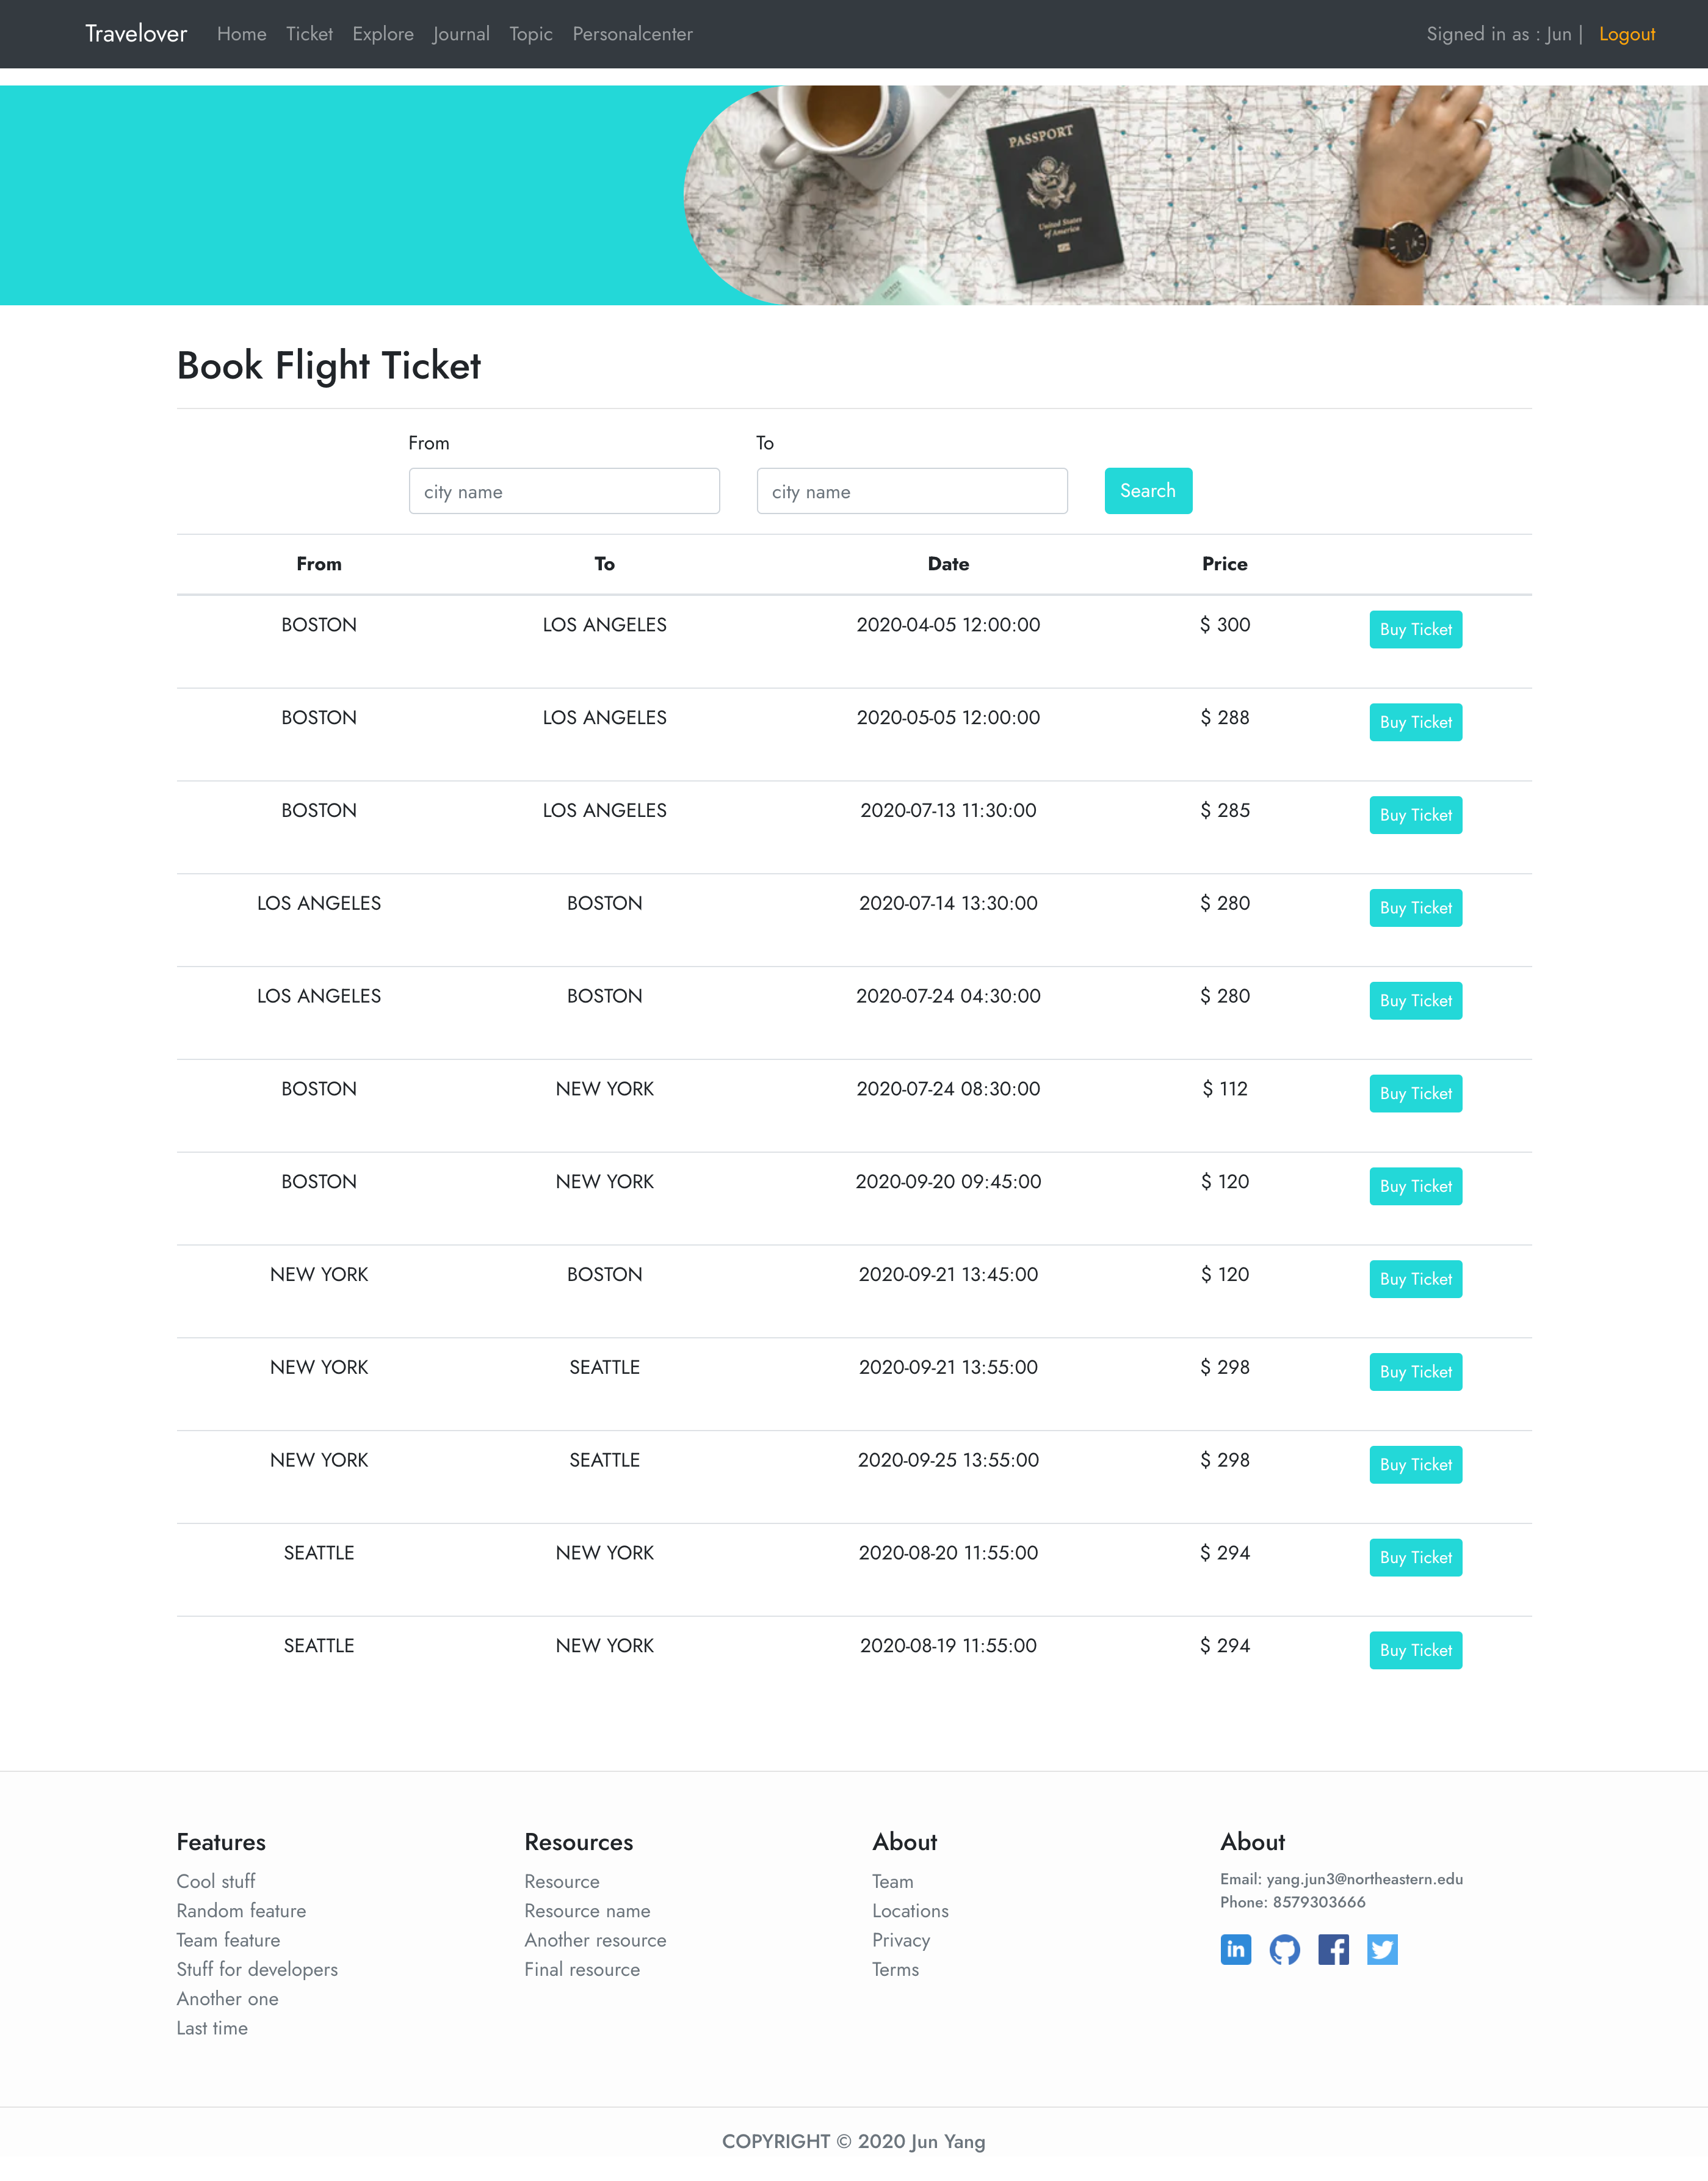 Travelover Home Ticket Explore Journal Topic Personalcenter Signed in as : Jun | Logout
PASSPORT
United States
of America
instax
Book Flight Ticket
From To
city name city name Search
From To Date Price
BOSTON LOS ANGELES 2020-04-05 12:00:00 $ 300 Buy Ticket
BOSTON LOS ANGELES 2020-05-05 12:00:00 $ 288 Buy Ticket
BOSTON LOS ANGELES 2020-07-13 11:30:00 $ 285 Buy Ticket
LOS ANGELES BOSTON 2020-07-14 13:30:00 $ 280 Buy Ticket
LOS ANGELES BOSTON 2020-07-24 04:30:00 $ 280 Buy Ticket
BOSTON NEW YORK 2020-07-24 08:30:00 $ 112 Buy Ticket
BOSTON NEW YORK 2020-09-20 09:45:00 $ 120 Buy Ticket
NEW YORK BOSTON 2020-09-21 13:45:00 $ 120 Buy Ticket
NEW YORK SEATTLE 2020-09-21 13:55:00 $ 298 Buy Ticket
NEW YORK SEATTLE 2020-09-25 13:55:00 $ 298 Buy Ticket
SEATTLE NEW YORK 2020-08-20 11:55:00 $ 294 Buy Ticket
SEATTLE NEW YORK 2020-08-19 11:55:00 $ 294 Buy Ticket
Features
Cool stuff
Random feature
Team feature
Stuff for developers
Another one
Last time
Resources
Resource
Resource name
Another resource
Final resource
About
Team
Locations
Privacy
Terms
About
Email: yang.jun3@northeastern.edu
Phone: 8579303666
in
COPYRIGHT © 2020 Jun Yang